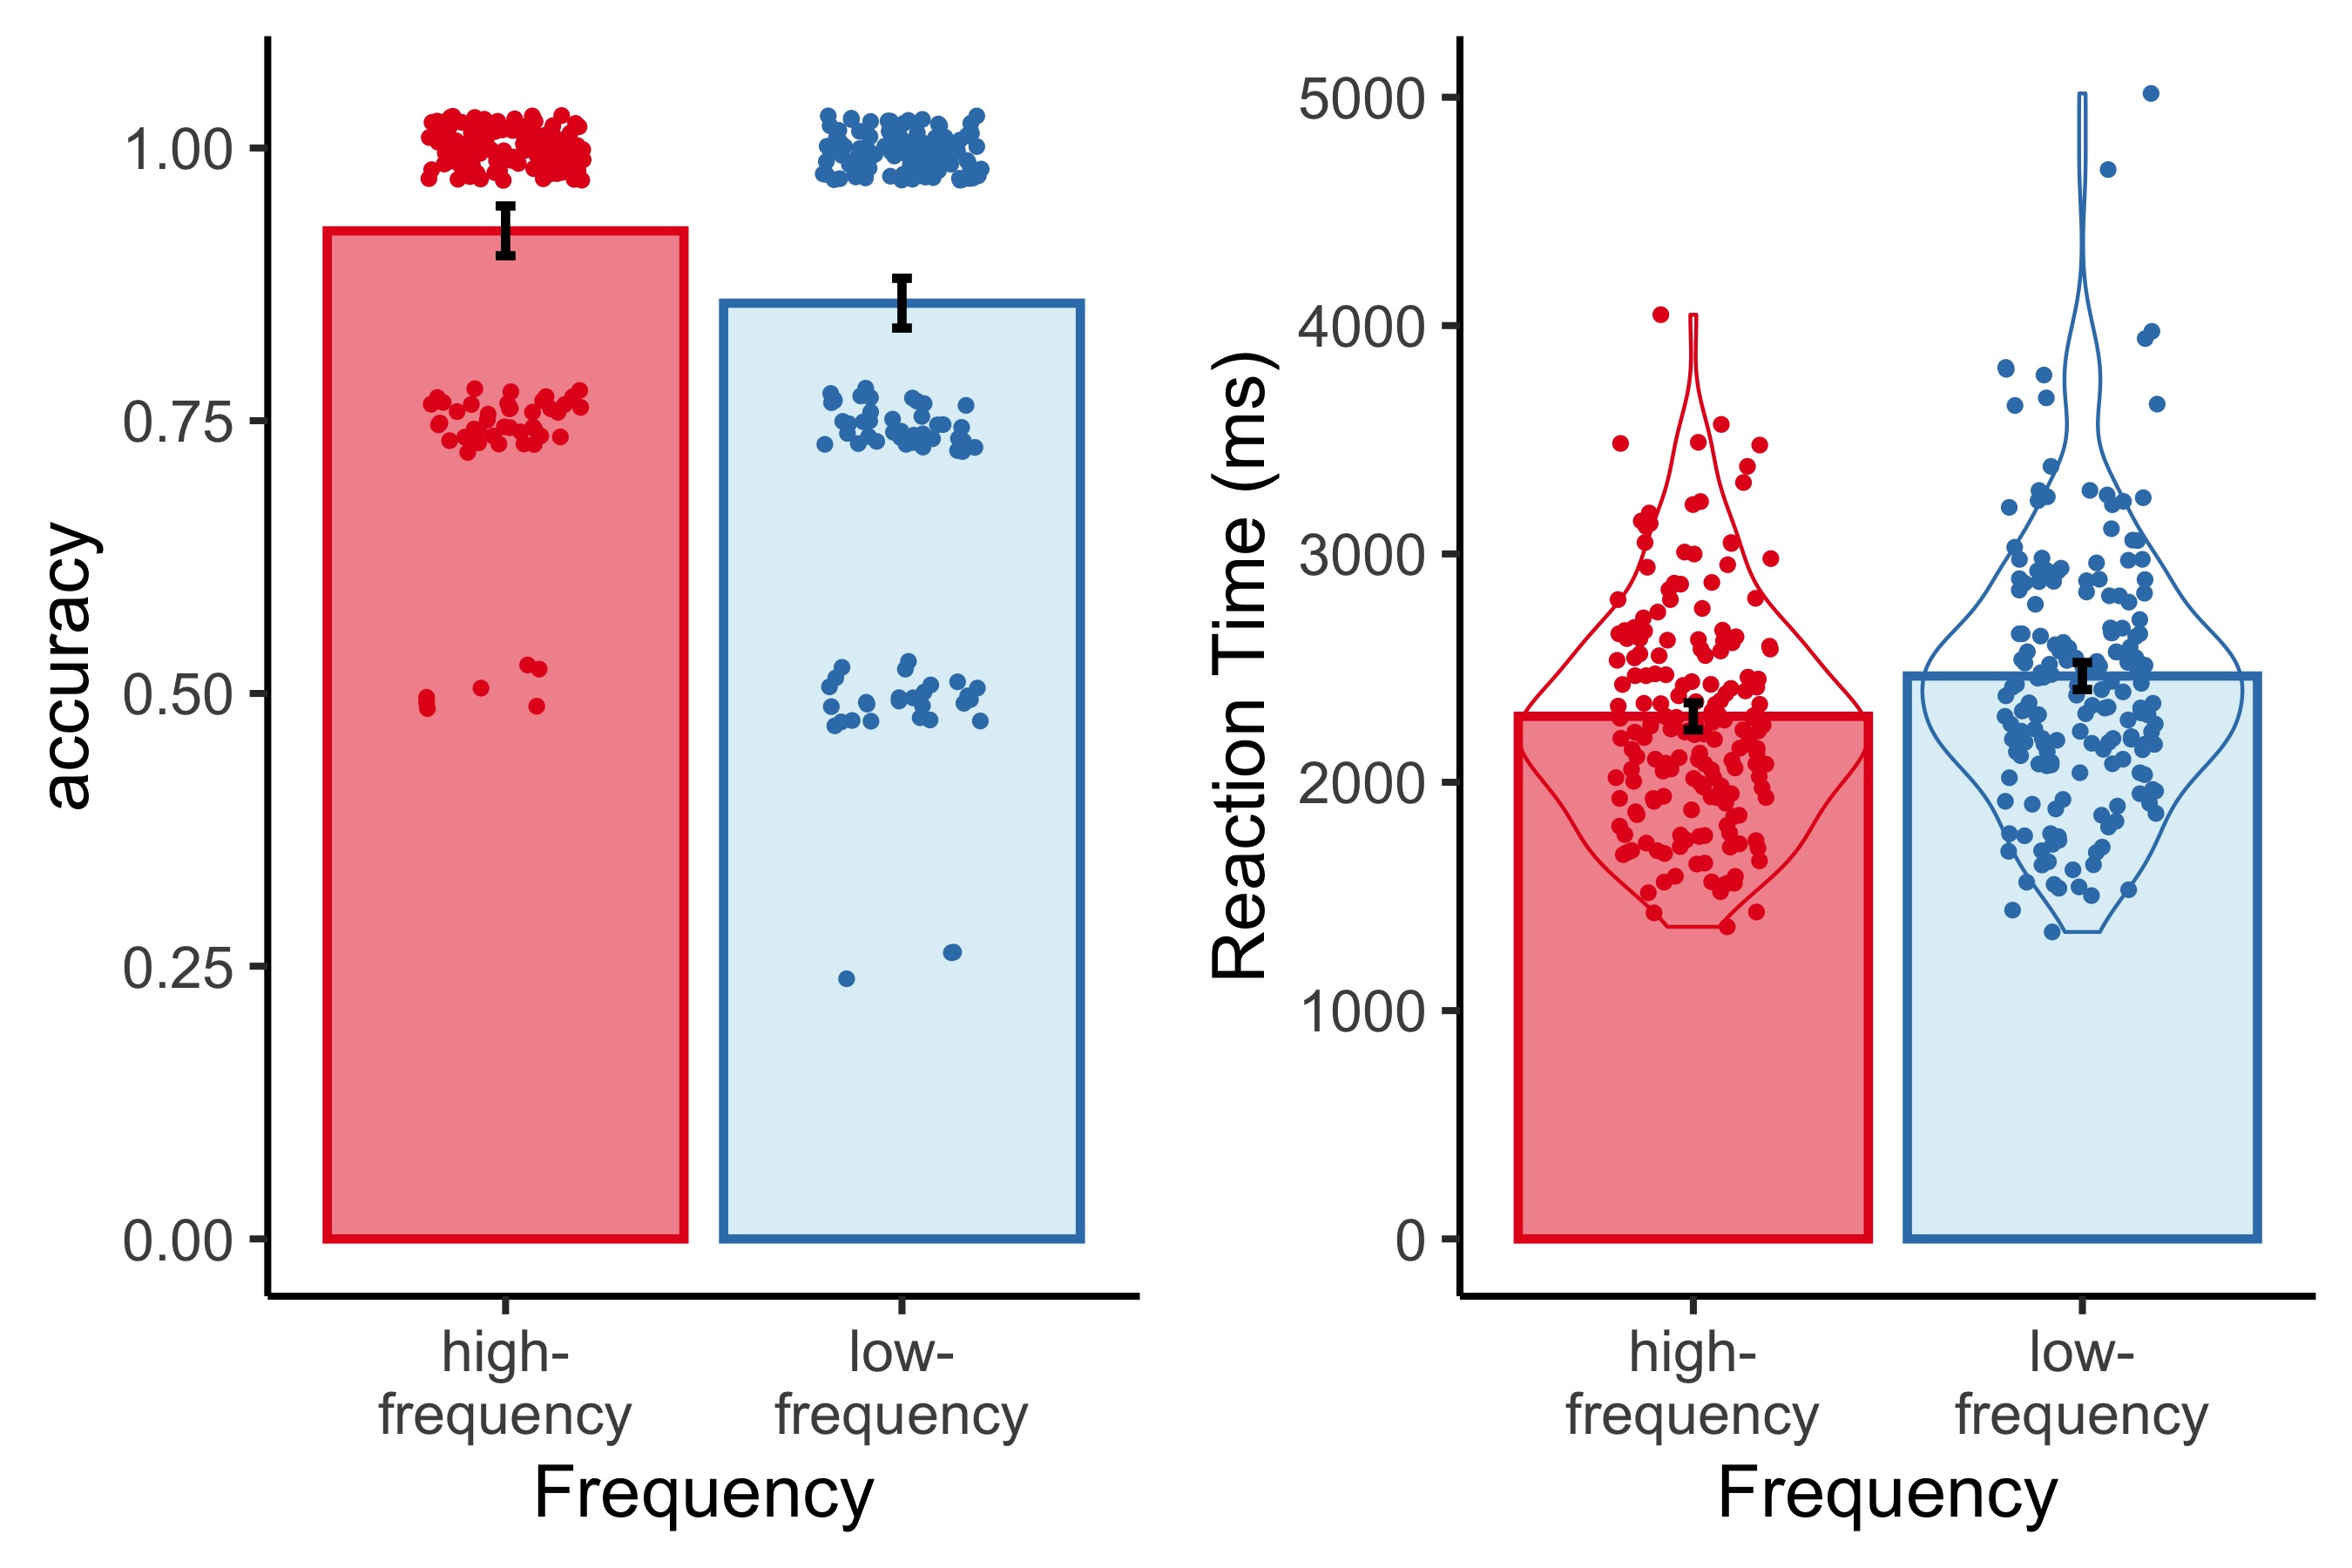 accuracy
1.00
0.75
0.50
0.25
0.00
high-
frequency
low-
frequency
Frequency
Reaction Time (ms)
5000
4000
3000
2000
1000
0
high-
frequency
low-
frequency
Frequency